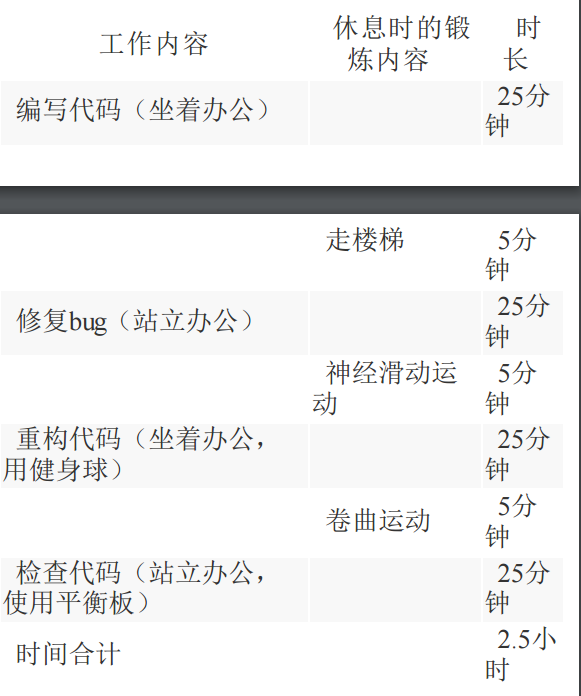 工作内容 休息时的锻 时
炼内容 长
编写代码（坐着办公） 25分
钟
走楼梯 5分
钟
修复bug（站立办公） 25分
钟
神经滑动运 5分
动 钟
重构代码（坐着办公， 25分
用健身球） 钟
卷曲运动 5分
钟
检查代码（站立办公， 25分
使用平衡板） 钟
时间合计 2.5小
时